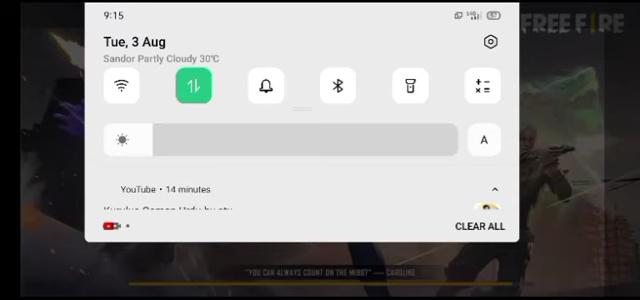 9:15
FREE FIRE
Tue, 3 Aug
Sandor Partly Cloudy 30°C
A
YouTube • 14 minutes
CLEAR ALL
"YOU CAN ALWAYS COUNT ON THE MIBG!" — CAROLINE